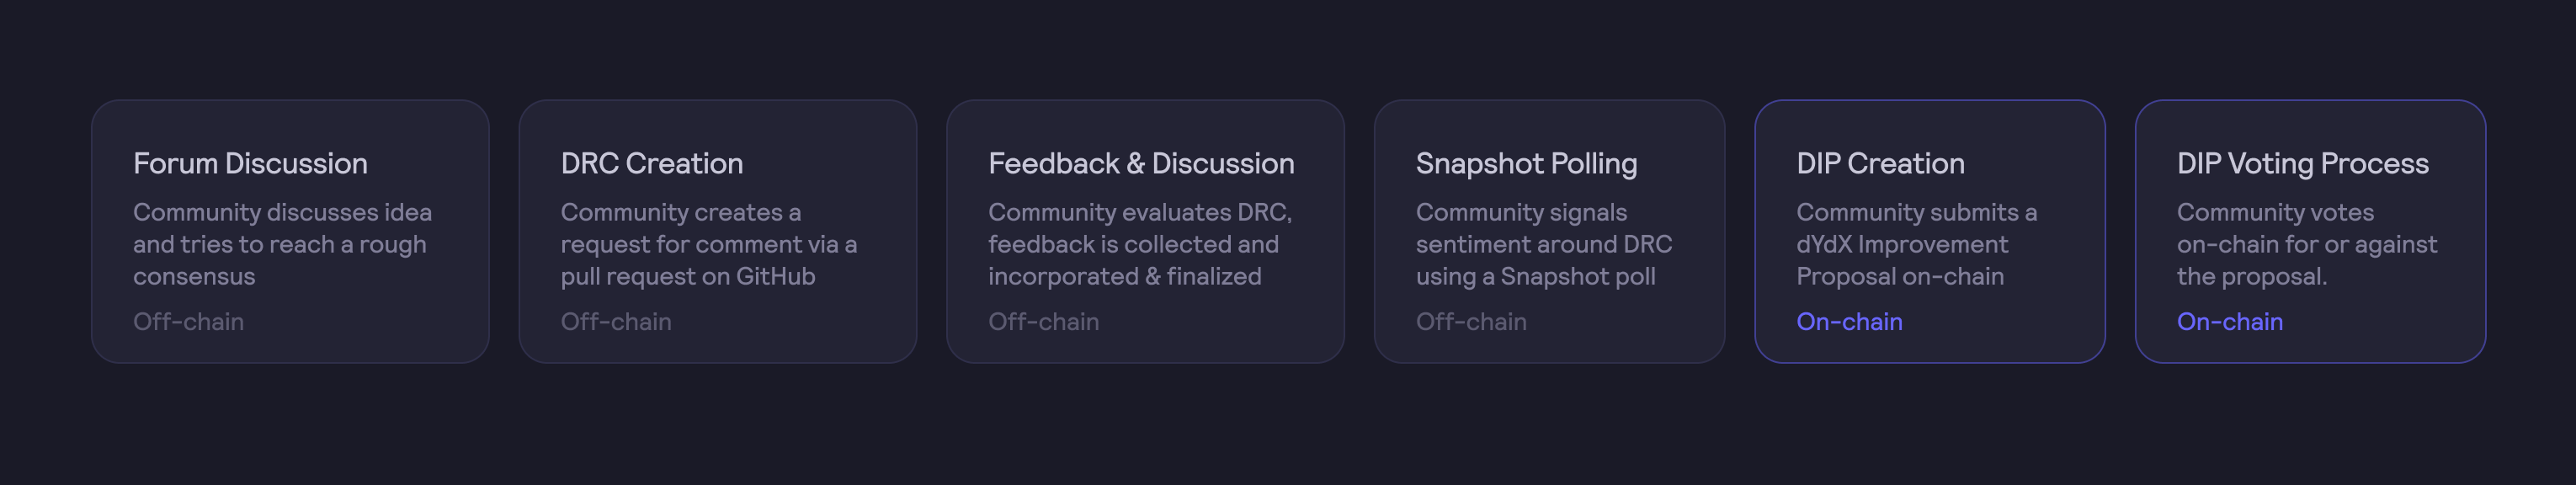 Forum Discussion
Community discusses idea
and tries to reach a rough
consensus
Off-chain
DRC Creation
Community creates a
request for comment via a
pull request on GitHub
Off-chain
Feedback & Discussion
Community evaluates DRC,
feedback is collected and
incorporated & finalized
Off-chain
Snapshot Polling
Community signals
sentiment around DRC
using a Snapshot poll
Off-chain
DIP Creation
Community submits a
dYdX Improvement
Proposal on-chain
On-chain
DIP Voting Process
Community votes
on-chain for or against
the proposal.
On-chain